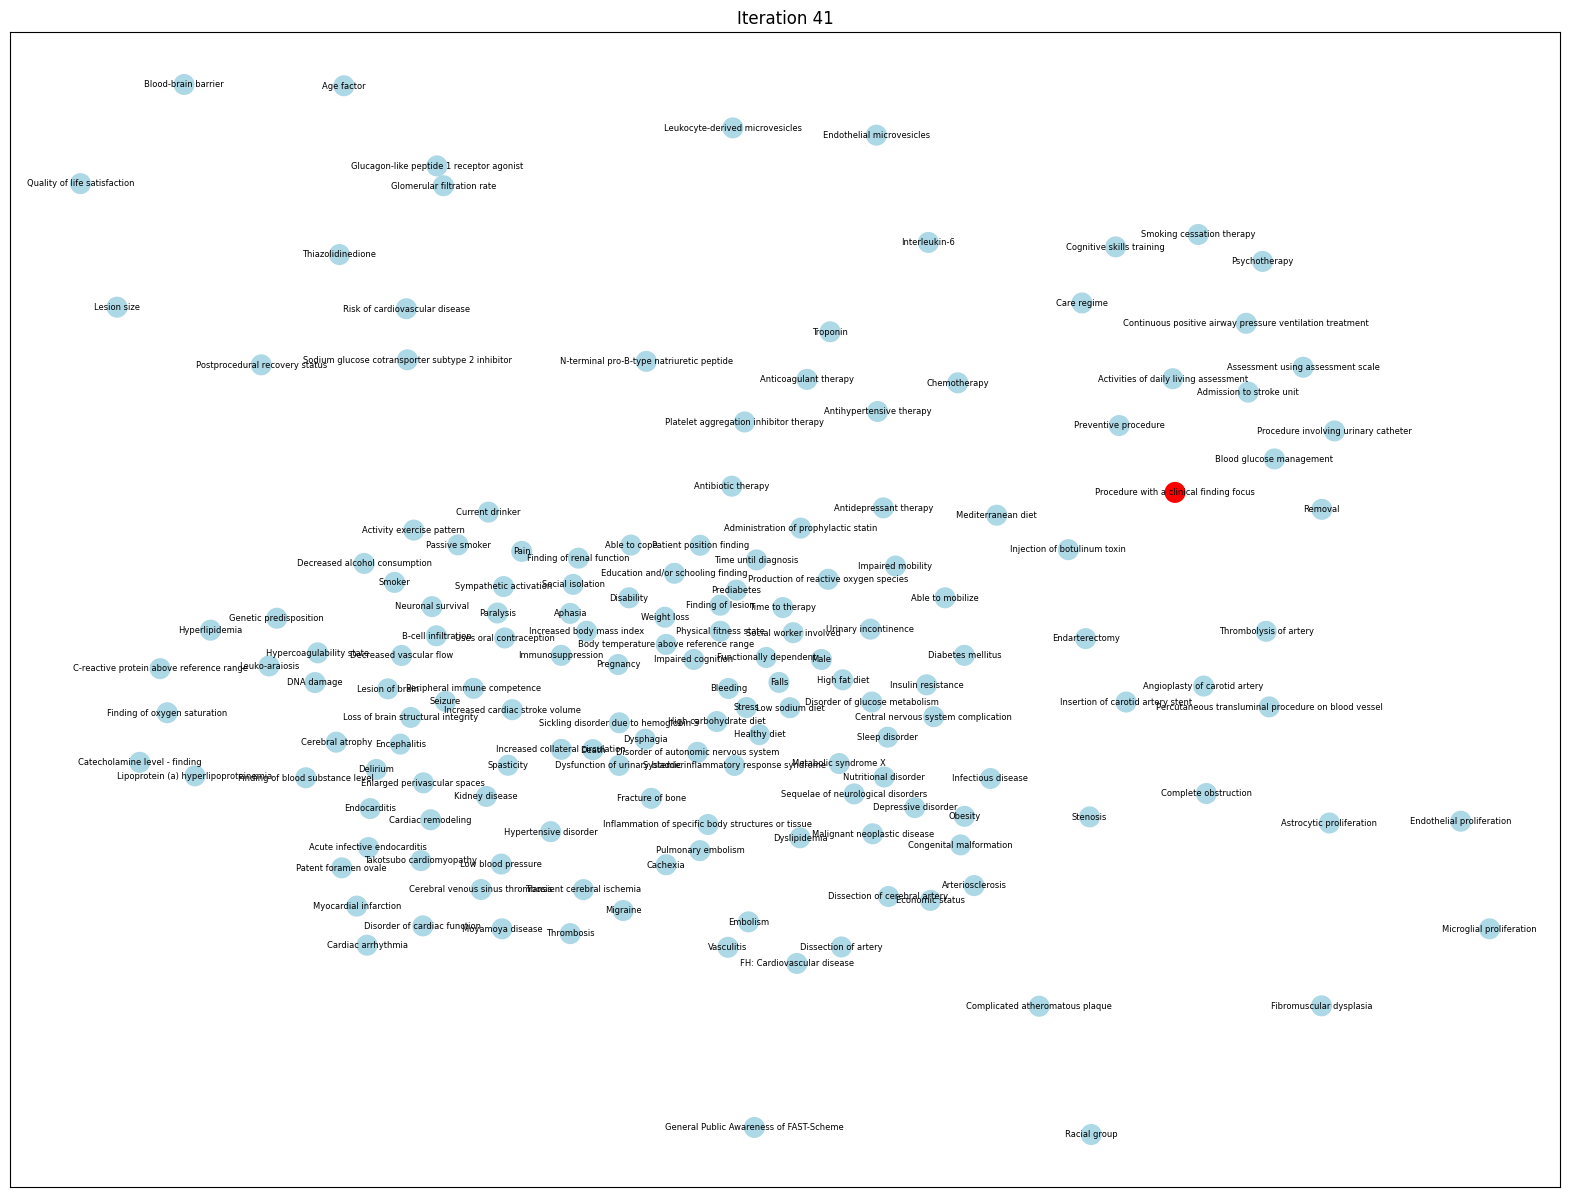 Iteration 41
Blood-brain barrier
Age factor
Leukocyte-derived microvesicles
Endothelial microvesicles
Glucagon-like peptide 1 receptor agonist
Quality of life satisfaction
Glomerular filtration rate
Smoking cessation therapy
Interleukin-6
Cognitive skills training
Thiazolidinedione
Psychotherapy
Care regime
Lesion size
Risk of cardiovascular disease
Continuous positive airway pressure ventilation treatment
Troponin
Sodium glucose cotransporter subtype 2 inhibitor
N-terminal pro-B-type natriuretic peptide
Postprocedural recovery status
Assessment using assessment scale
Anticoagulant therapy
Activities of daily living assessment
Chemotherapy
Admission to stroke unit
Antihypertensive therapy
Platelet aggregation inhibitor therapy
Preventive procedure
Procedure involving urinary catheter
Blood glucose management
Antibiotic therapy
Procedure with a clinical finding focus
Antidepressant therapy
Removal
Current drinker
Mediterranean diet
Administration of prophylactic statin
Activity exercise pattern
Passive smoker
Able to cope
Patient position finding
Injection of botulinum toxin
Pain
Finding of renal function
Time until diagnosis
Decreased alcohol consumption
Impaired mobility
Education and/or schooling finding
Production of reactive oxygen species
Smoker
Sympathetic activation
Social isolation
Prediabetes
Disability
Able to mobilize
Neuronal survival
Finding of lesion
Time to therapy
Paralysis
Aphasia
Weight loss
Genetic predisposition
Hyperlipidemia
Increased body mass index
Physical fitness state
Social worker involved
Urinary incontinence
Thrombolysis of artery
B-cell infiltration
Uses oral contraception
Endarterectomy
Body temperature above reference range
Hypercoagulability state
Decreased vascular flow
Immunosuppression
Impaired cognition
Functionally dependent
Male
Diabetes mellitus
Pregnancy
C-reactive protein above reference range
Leuko-araiosis
DNA damage
High fat diet
Falls
Insulin resistance
Angioplasty of carotid artery
Lesion of brain
Peripheral immune competence
Bleeding
Seizure
Disorder of glucose metabolism
Insertion of carotid artery stent
Percutaneous transluminal procedure on blood vessel
Stress
Low sodium diet
Increased cardiac stroke volume
Finding of oxygen saturation
Loss of brain structural integrity
Central nervous system complication
Sickling disorder due to hemoglobin S
High carbohydrate diet
Healthy diet
Sleep disorder
Dysphagia
Cerebral atrophy
Encephalitis
Increased collateral circulation
Death
Disorder of autonomic nervous system
Catecholamine level - finding
Metabolic syndrome X
Spasticity
Dysfunction of urinary bladder
Systemic inflammatory response syndrome
Delirium
Lipoprotein (a) hyperlipoproteinemia
Finding of blood substance level
Nutritional disorder
Infectious disease
Enlarged perivascular spaces
Sequelae of neurological disorders
Complete obstruction
Kidney disease
Fracture of bone
Endocarditis
Depressive disorder
Obesity
Stenosis
Cardiac remodeling
Endothelial proliferation
Astrocytic proliferation
Inflammation of specific body structures or tissue
Hypertensive disorder
Malignant neoplastic disease
Dyslipidemia
Congenital malformation
Acute infective endocarditis
Pulmonary embolism
Takotsubo cardiomyopathy
Low blood pressure
Cachexia
Patent foramen ovale
Arteriosclerosis
Cerebral venous sinus thrombosis
Transient cerebral ischemia
Dissection of cerebral artery
Economic status
Myocardial infarction
Migraine
Embolism
Disorder of cardiac function
Moyamoya disease
Microglial proliferation
Thrombosis
Cardiac arrhythmia
Vasculitis
Dissection of artery
FH: Cardiovascular disease
Complicated atheromatous plaque
Fibromuscular dysplasia
General Public Awareness of FAST-Scheme
Racial group